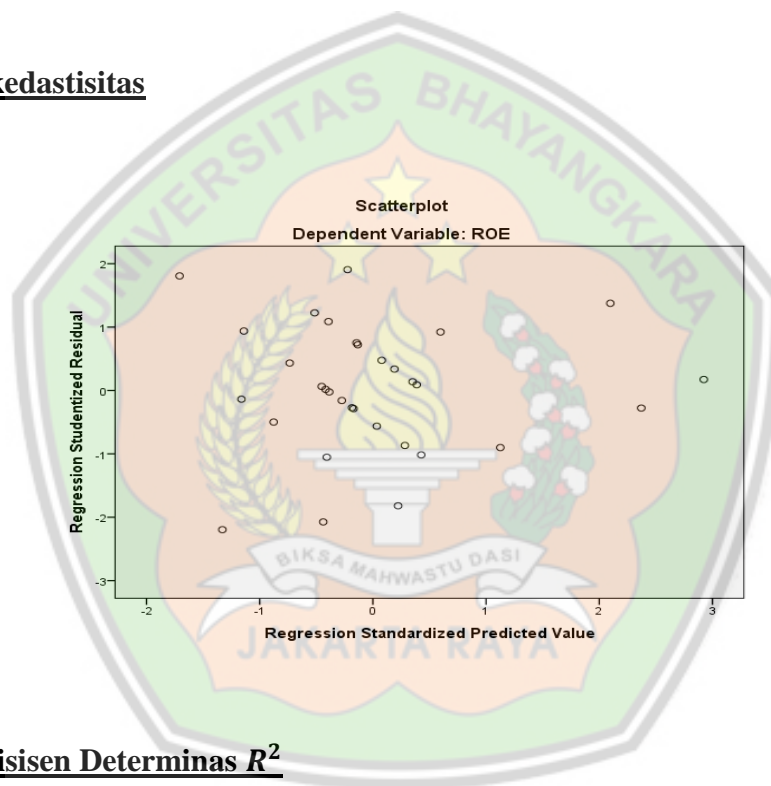 kedastisitas
UNIVERSITAS BHAYANGKARA
Scatterplot
Dependent Variable: ROE
Regression Studentized Residual
2
1
0
-1
-2
-3
-2 -1 0 1 2 3
Regression Standardized Predicted Value
BIKSA MAHWASTU DASI
JAKARTA RAYA
isisen Determinas R²